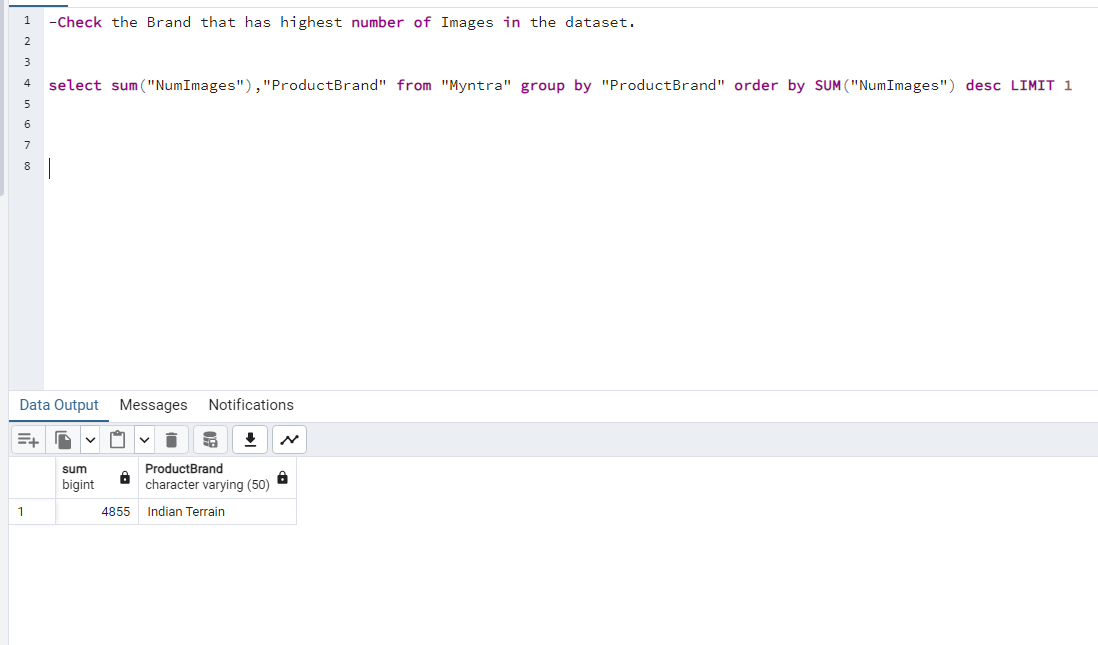 1 -Check the Brand that has highest number of Images in the dataset.
2
3
4 select sum("NumImages"),"ProductBrand" from "Myntra" group by "ProductBrand" order by SUM("NumImages") desc LIMIT 1
5
6
7
8
Data Output Messages Notifications
sum ProductBrand
bigint character varying (50)
1 4855 Indian Terrain